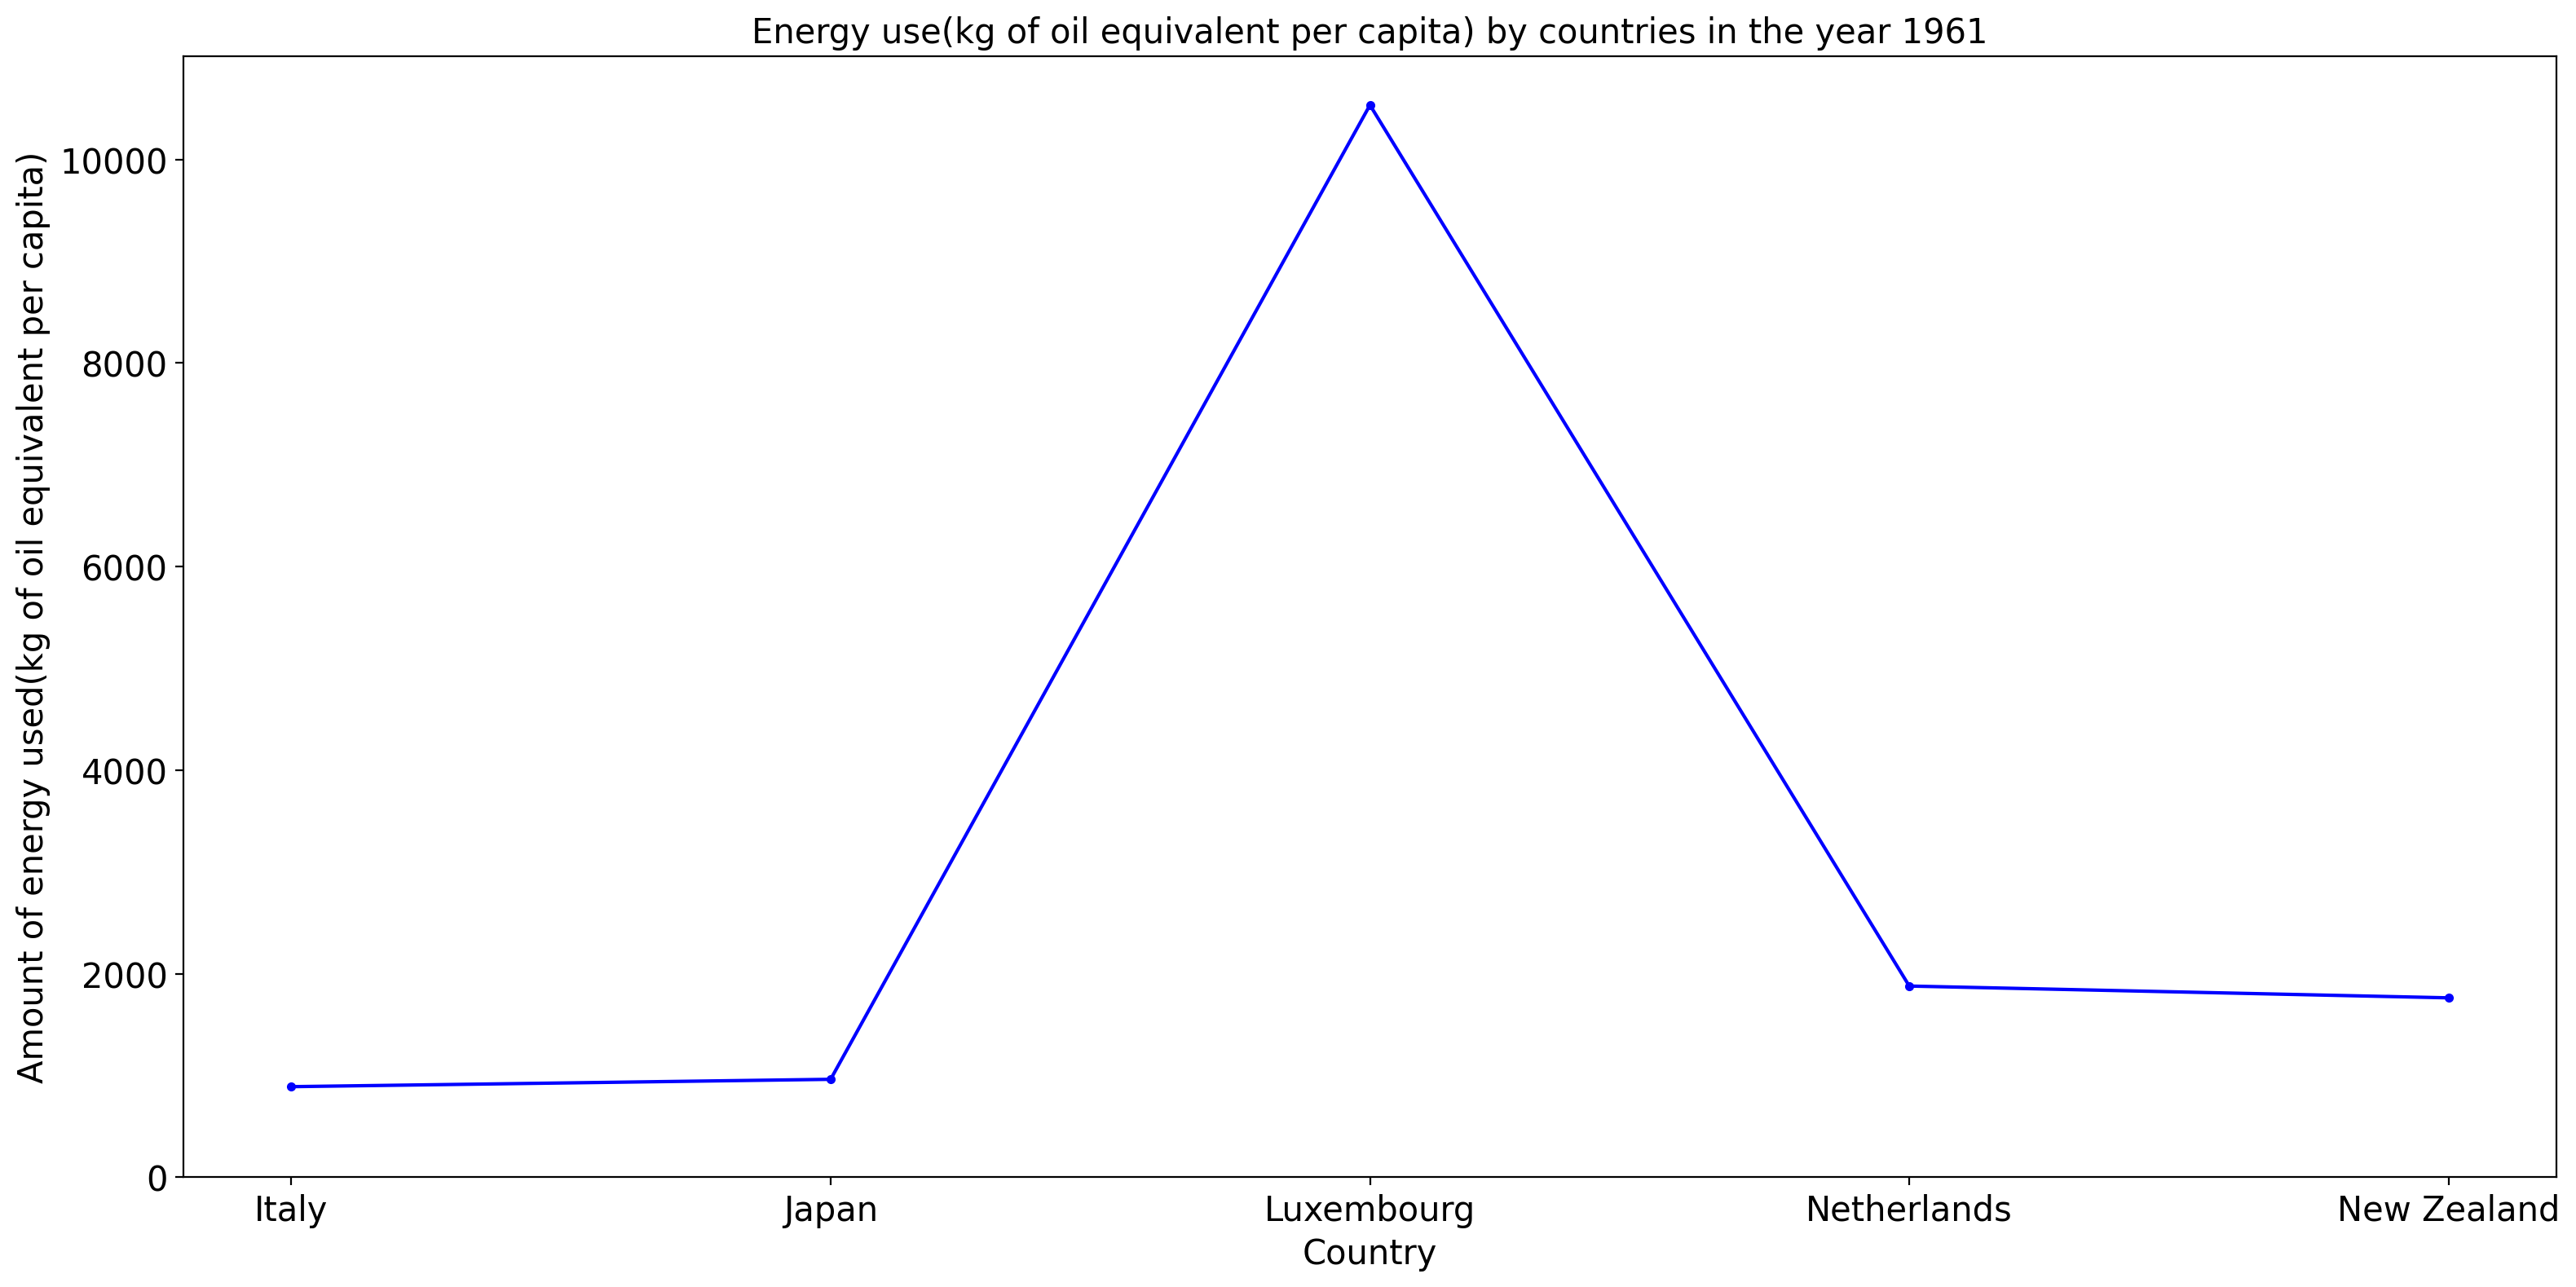 Energy use(kg of oil equivalent per capita) by countries in the year 1961
Amount of energy used(kg of oil equivalent per capita)
10000
8000
6000
4000
2000
0
Italy Japan Luxembourg Netherlands New Zealand
Country